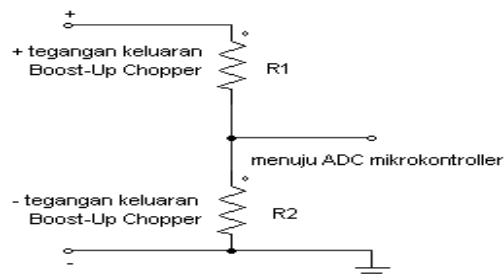 +
+ tegangan keluaran
Boost-Up Chopper
R1
menuju ADC mikrokontroller
- tegangan keluaran
Boost-Up Chopper
R2
-